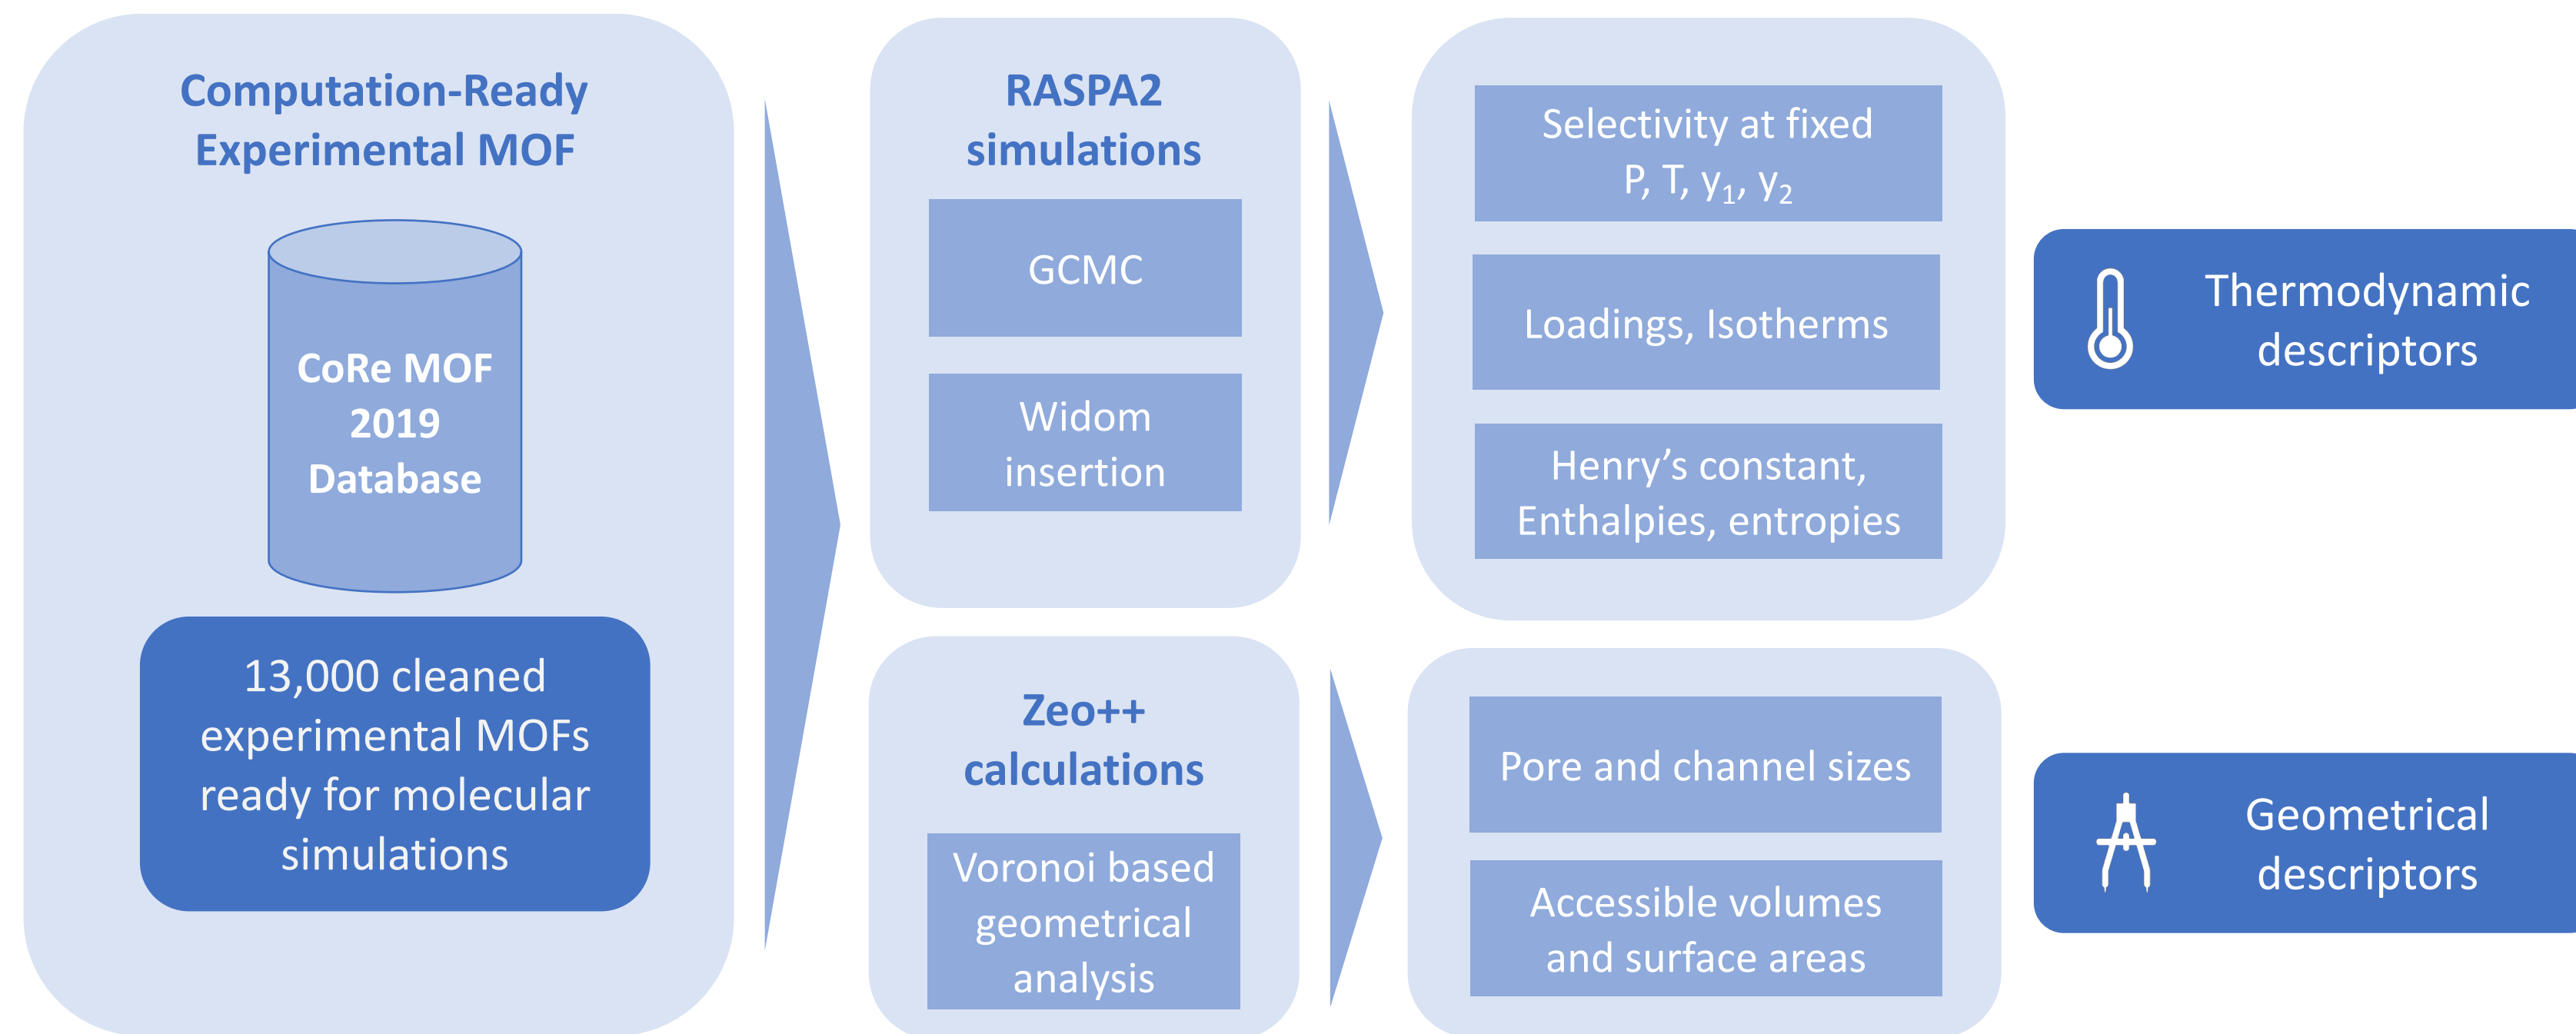 Computation-Ready
Experimental MOF
CoRe MOF
2019
Database
13,000 cleaned
experimental MOFs
ready for molecular
simulations
RASPA2
simulations
GCMC
Widom
insertion
Zeo++
calculations
Voronoi based
geometrical
analysis
Selectivity at fixed
P, T, y₁, y₂
Loadings, Isotherms
Henry’s constant,
Enthalpies, entropies
Pore and channel sizes
Accessible volumes
and surface areas
Thermodynamic
descriptors
Geometrical
descriptors